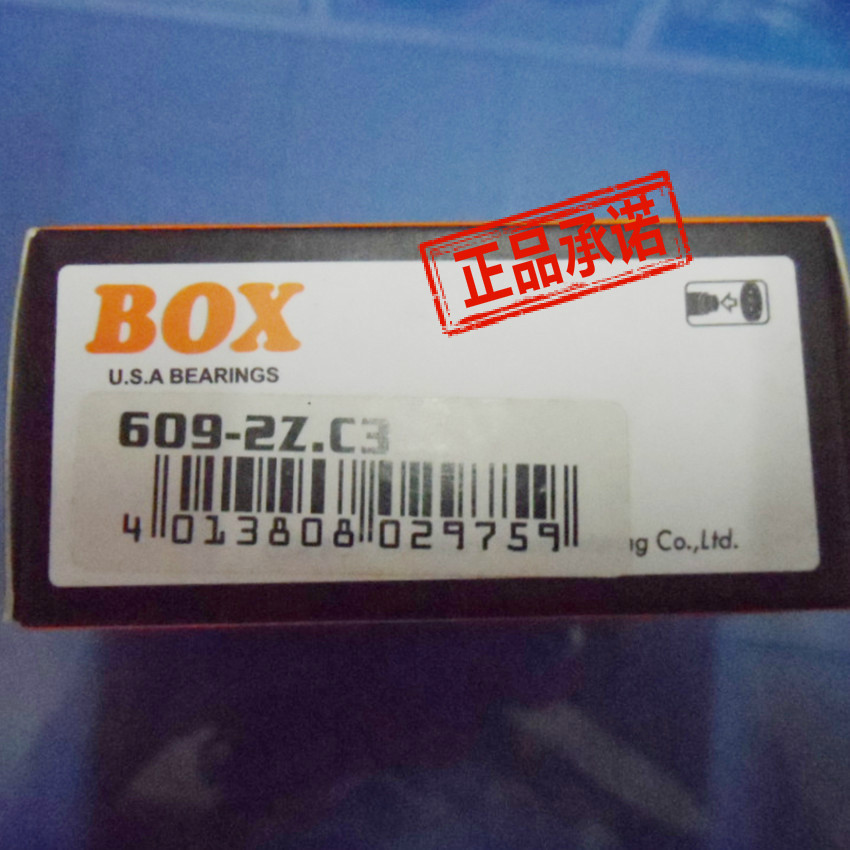 正品承诺
BOX
U.S.A BEARINGS
609-2Z.C3
4 013808 029759
Co.,Ltd.